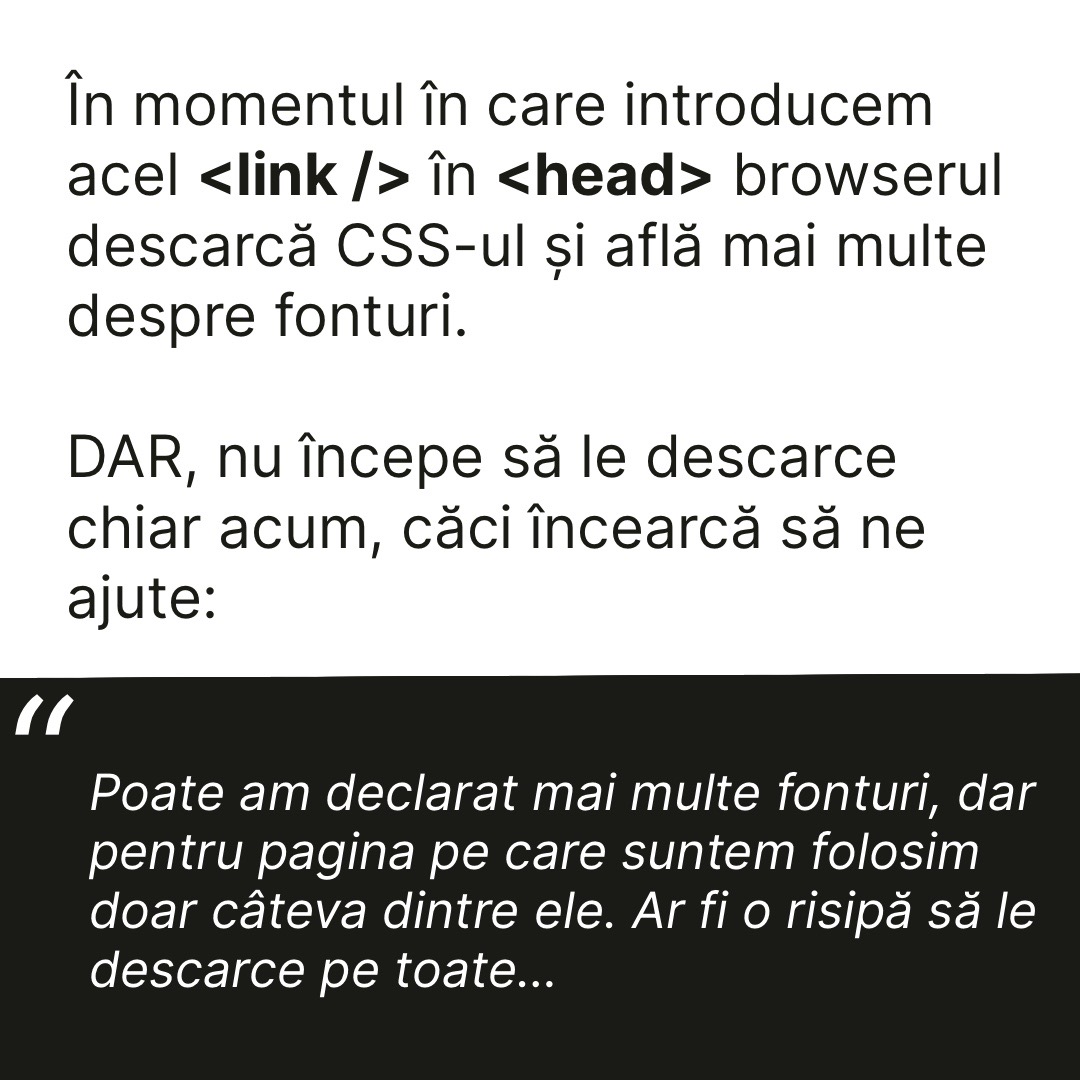 În momentul în care introducem
acel <link /> în <head> browserul
descarcă CSS-ul și află mai multe
despre fonturi.
DAR, nu începe să le descarce
chiar acum, căci încearcă să ne
ajute:
“
Poate am declarat mai multe fonturi, dar
pentru pagina pe care suntem folosim
doar câteva dintre ele. Ar fi o risipă să le
descarce pe toate...